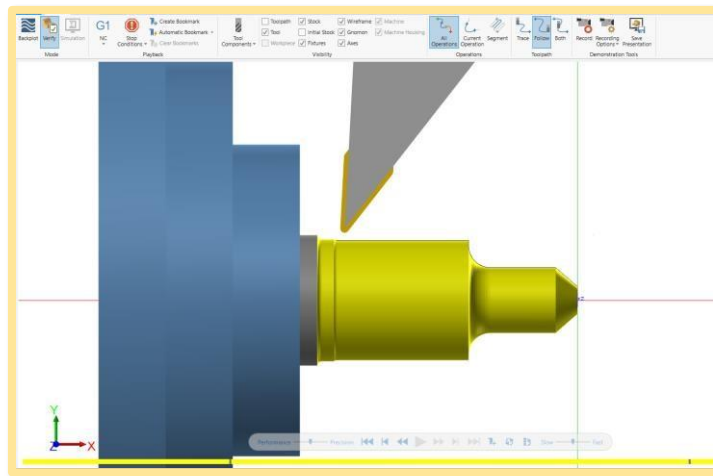 Backplot
Verify
Simulation
Mode
G1
NC
Stop
Conditions
Create Bookmark
Automatic Bookmark
Clear Bookmarks
Playback
Tool
Components
Toolpath
Tool
Workpiece
Stock
Initial Stock
Fixtures
Wireframe
Gnomon
Axes
Machine
Machine Housing
Visibility
All
Operations
Current
Operation
Segment
Operations
Trace
Follow
Both
Toolpath
Record
Recording
Options
Save
Presentation
Demonstration Tools
Z
Y
Z
X
Performance
Precision
Slow
Fast
1